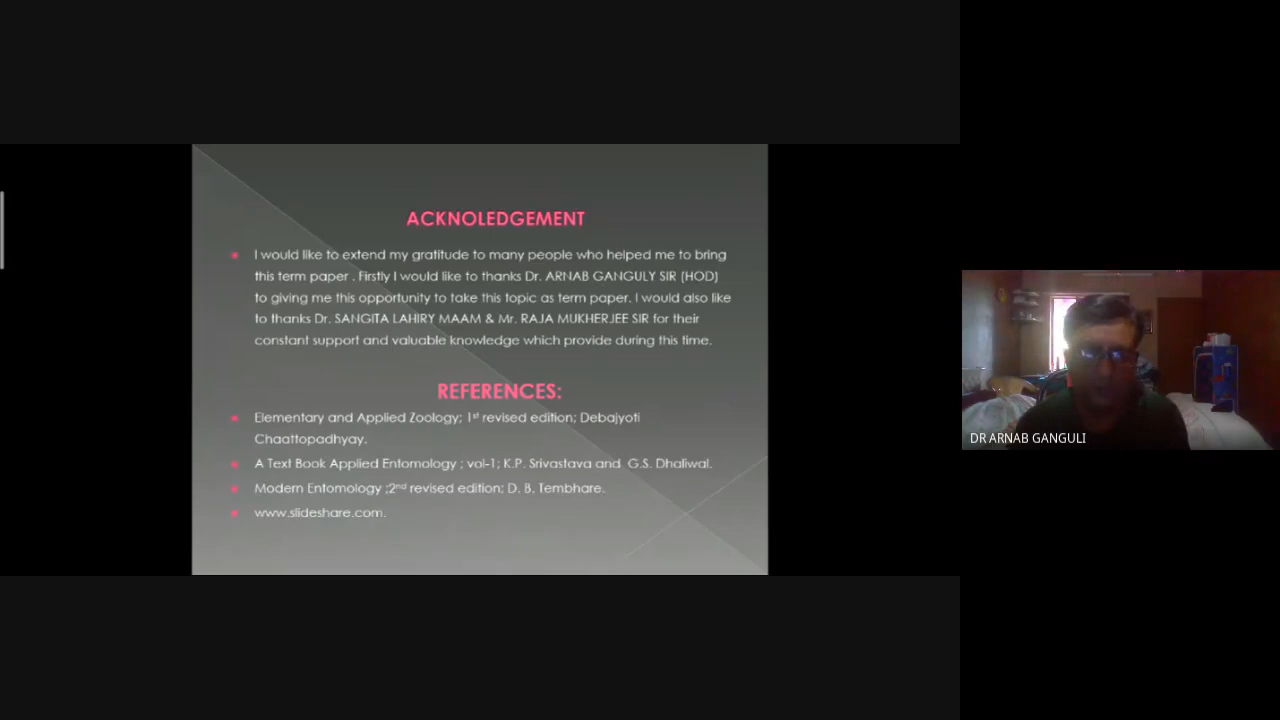 ACKNOLEDGEMENT
I would like to extend my gratitude to many people who helped me to bring
this term paper . Firstly I would like to thanks Dr. ARNAB GANGULY SIR (HOD)
to giving me this opportunity to take this topic as term paper. I would also like
to thanks Dr. SANGITA LAHIRY MAAM & Mr. RAJA MUKHERJEE SIR for their
constant support and valuable knowledge which provide during this time.
REFERENCES:
Elementary and Applied Zoology; 1st revised edition; Debajyoti
Chaattopadhyay.
A Text Book Applied Entomology ; vol-1; K.P. Srivastava and G.S. Dhaliwal.
Modern Entomology ;2nd revised edition; D. B. Tembhare.
www.slideshare.com.
DR ARNAB GANGULI